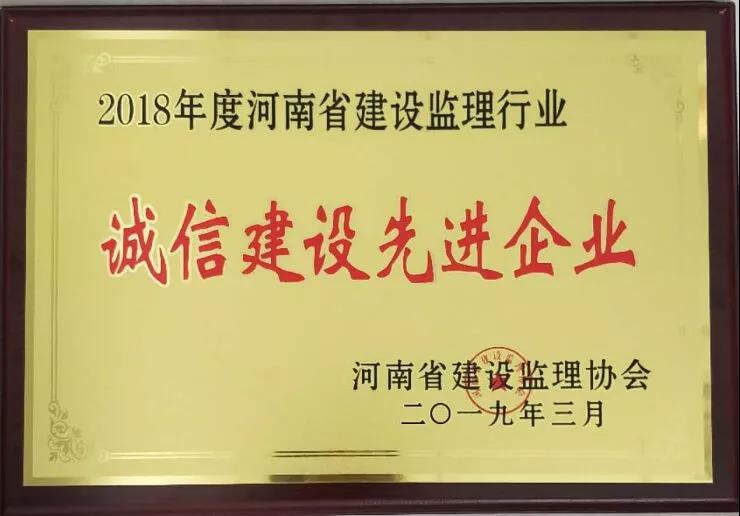 2018年度河南省建设监理行业
诚信建设先进企业
河南省建设监理协会
二〇一九年三月